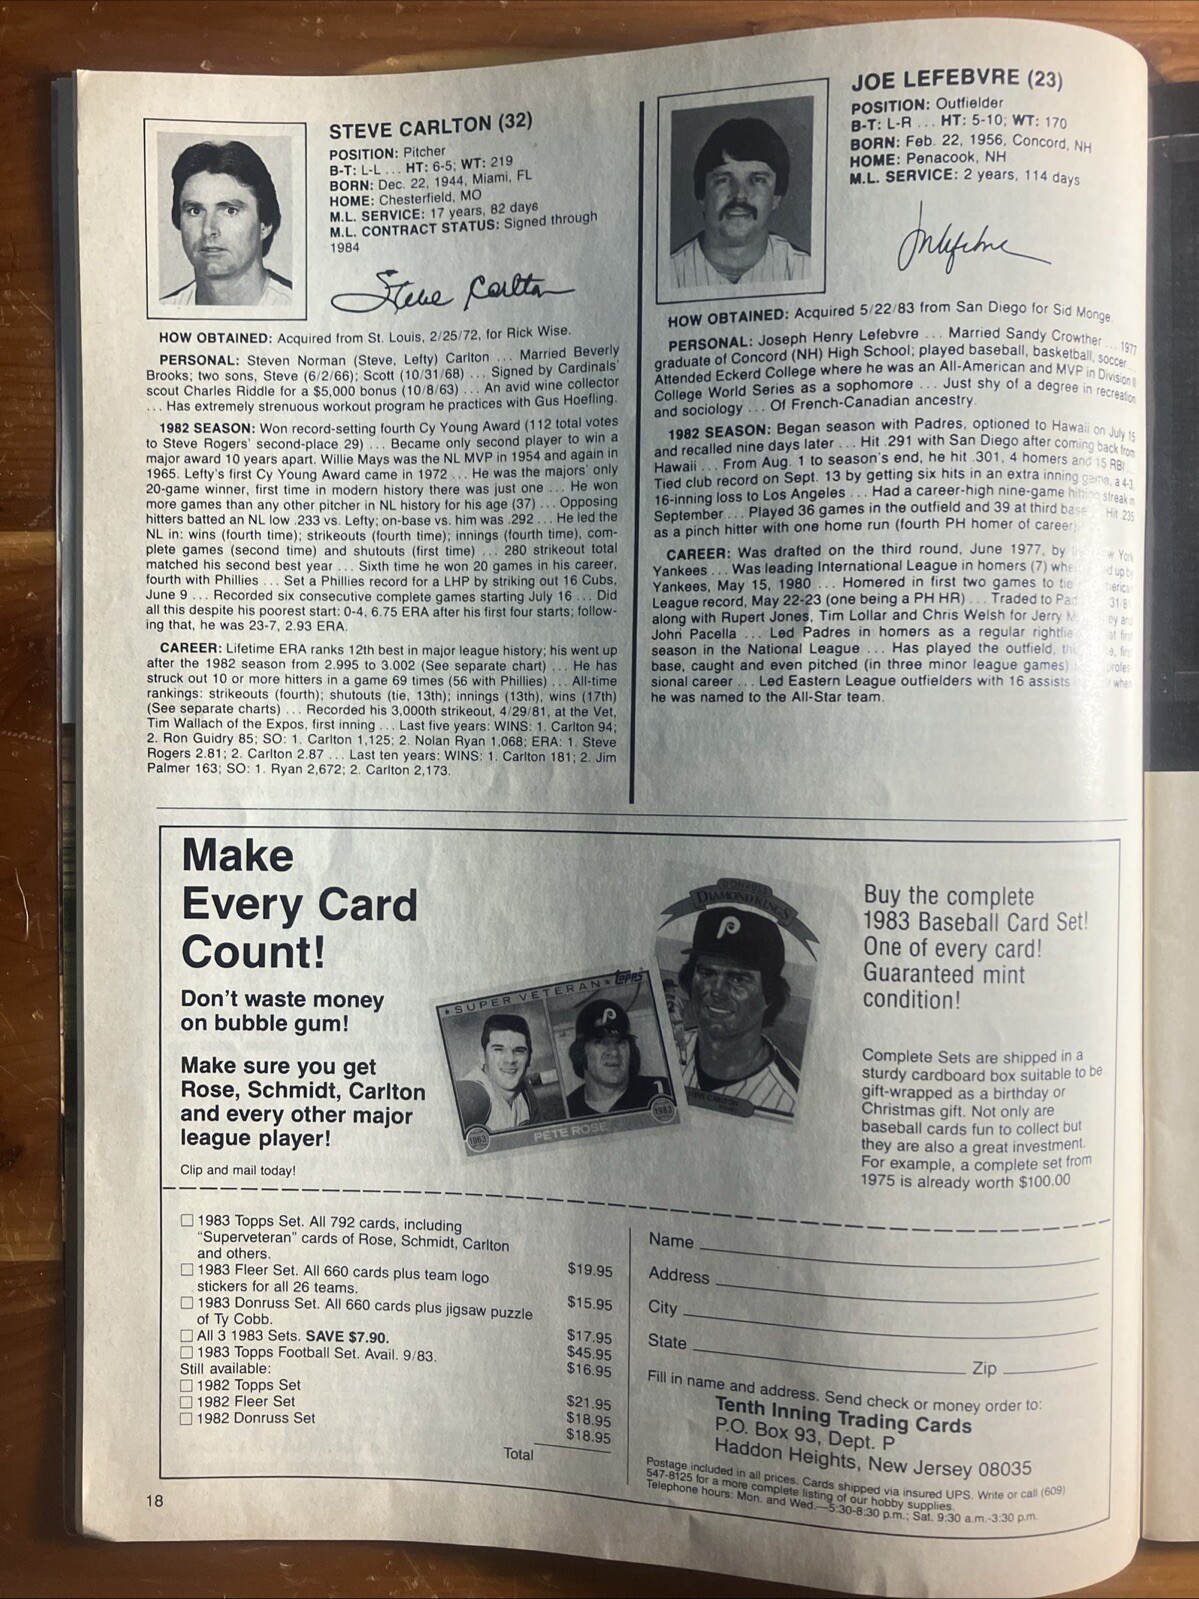 STEVE CARLTON (32)
POSITION: Pitcher
B-T: L-L ... HT: 6-5; WT: 219
BORN: Dec. 22, 1944, Miami, FL
HOME: Chesterfield, MO
M.L. SERVICE: 17 years, 82 days
M.L. CONTRACT STATUS: Signed through
1984
Steve Carlton
HOW OBTAINED: Acquired from St. Louis, 2/25/72, for Rick Wise.
PERSONAL: Steven Norman (Steve, Lefty) Carlton ... Married Beverly
Brooks; two sons, Steve (6/2/66); Scott (10/31/68) ... Signed by Cardinals'
scout Charles Riddle for a $5,000 bonus (10/8/63) ... An avid wine collector
... Has extremely strenuous workout program he practices with Gus Hoefling.
1982 SEASON: Won record-setting fourth Cy Young Award (112 total votes
to Steve Rogers' second-place 29) ... Became only second player to win a
major award 10 years apart. Willie Mays was the NL MVP in 1954 and again in
1965. Lefty's first Cy Young Award came in 1972 ... He was the majors' only
20-game winner, first time in modern history there was just one ... He won
more games than any other pitcher in NL history for his age (37) ... Opposing
hitters batted an NL low .233 vs. Lefty; on-base vs. him was .292 ... He led the
NL in: wins (fourth time); strikeouts (fourth time); innings (fourth time), com-
plete games (second time) and shutouts (first time) ... 280 strikeout total
matched his second best year ... Sixth time he won 20 games in his career,
fourth with Phillies ... Set a Phillies record for a LHP by striking out 16 Cubs,
June 9 ... Recorded six consecutive complete games starting July 16 ... Did
all this despite his poorest start: 0-4, 6.75 ERA after his first four starts; follow-
ing that, he was 23-7, 2.93 ERA.
CAREER: Lifetime ERA ranks 12th best in major league history; his went up
after the 1982 season from 2.995 to 3.002 (See separate chart) ... He has
struck out 10 or more hitters in a game 69 times (56 with Phillies) ... All-time
rankings: strikeouts (fourth); shutouts (tie, 13th); innings (13th), wins (17th)
(See separate charts) ... Recorded his 3,000th strikeout, 4/29/81, at the Vet,
Tim Wallach of the Expos, first inning ... Last five years: WINS: 1. Carlton 94;
2. Ron Guidry 85; SO: 1. Carlton 1,125; 2. Nolan Ryan 1,068; ERA: 1. Steve
Rogers 2.81; 2. Carlton 2.87 ... Last ten years: WINS: 1. Carlton 181; 2. Jim
Palmer 163; SO: 1. Ryan 2,672; 2. Carlton 2,173.
JOE LEFEBVRE (23)
POSITION: Outfielder
B-T: L-R ... HT: 5-10; WT: 170
BORN: Feb. 22, 1956, Concord, NH
HOME: Penacook, NH
M.L. SERVICE: 2 years, 114 days
HOW OBTAINED: Acquired 5/22/83 from San Diego for Sid Monge.
PERSONAL: Joseph Henry Lefebvre ... Married Sandy Crowther ... 1977
graduate of Concord (NH) High School; played baseball, basketball, soccer ...
Attended Eckerd College where he was an All-American and MVP in Division II
College World Series as a sophomore ... Just shy of a degree in recreation
and sociology ... Of French-Canadian ancestry.
1982 SEASON: Began season with Padres, optioned to Hawaii on July 15
and recalled nine days later ... Hit .291 with San Diego after coming back from
Hawaii ... From Aug. 1 to season's end, he hit .301, 4 homers and 15 RBI
Tied club record on Sept. 13 by getting six hits in an extra inning game, a 4-3,
16-inning loss to Los Angeles ... Had a career-high nine-game hitting streak in
September ... Played 36 games in the outfield and 39 at third base ... Hit .235
as a pinch hitter with one home run (fourth PH homer of career)
CAREER: Was drafted on the third round, June 1977, by New York
Yankees ... Was leading International League in homers (7) up by
Yankees, May 15, 1980 ... Homered in first two games to tie
League record, May 22-23 (one being a PH HR) ... Traded to
along with Rupert Jones, Tim Lollar and Chris Welsh for Jerry and
John Pacella ... Led Padres in homers as a regular first
season in the National League ... Has played the outfield, first
base, caught and even pitched (in three minor league games) profes-
sional career ... Led Eastern League outfielders with 16 assists when
he was named to the All-Star team.
Make
Every Card
Count!
Don't waste money
on bubble gum!
Make sure you get
Rose, Schmidt, Carlton
and every other major
league player!
Clip and mail today!
SUPER VETERAN
Topps
1963
PETE ROSE
1983
DIAMOND KINGS
P
Buy the complete
1983 Baseball Card Set!
One of every card!
Guaranteed mint
condition!
Complete Sets are shipped in a
sturdy cardboard box suitable to be
gift-wrapped as a birthday or
Christmas gift. Not only are
baseball cards fun to collect but
they are also a great investment.
For example, a complete set from
1975 is already worth $100.00
1983 Topps Set. All 792 cards, including
"Superveteran" cards of Rose, Schmidt, Carlton
and others. $19.95
1983 Fleer Set. All 660 cards plus team logo
stickers for all 26 teams. $15.95
1983 Donruss Set. All 660 cards plus jigsaw puzzle
of Ty Cobb. $17.95
All 3 1983 Sets. SAVE $7.90. $45.95
1983 Topps Football Set. Avail. 9/83. $16.95
Still available:
1982 Topps Set $21.95
1982 Fleer Set $18.95
1982 Donruss Set $18.95
Total
Name
Address
City
State
Zip
Fill in name and address. Send check or money order to:
Tenth Inning Trading Cards
P.O. Box 93, Dept. P
Haddon Heights, New Jersey 08035
Postage included in all prices. Cards shipped via insured UPS. Write or call (609)
547-8125 for a more complete listing of our hobby supplies.
Telephone hours: Mon. and Wed.—5:30-8:30 p.m.; Sat. 9:30 a.m.-3:30 p.m.
18